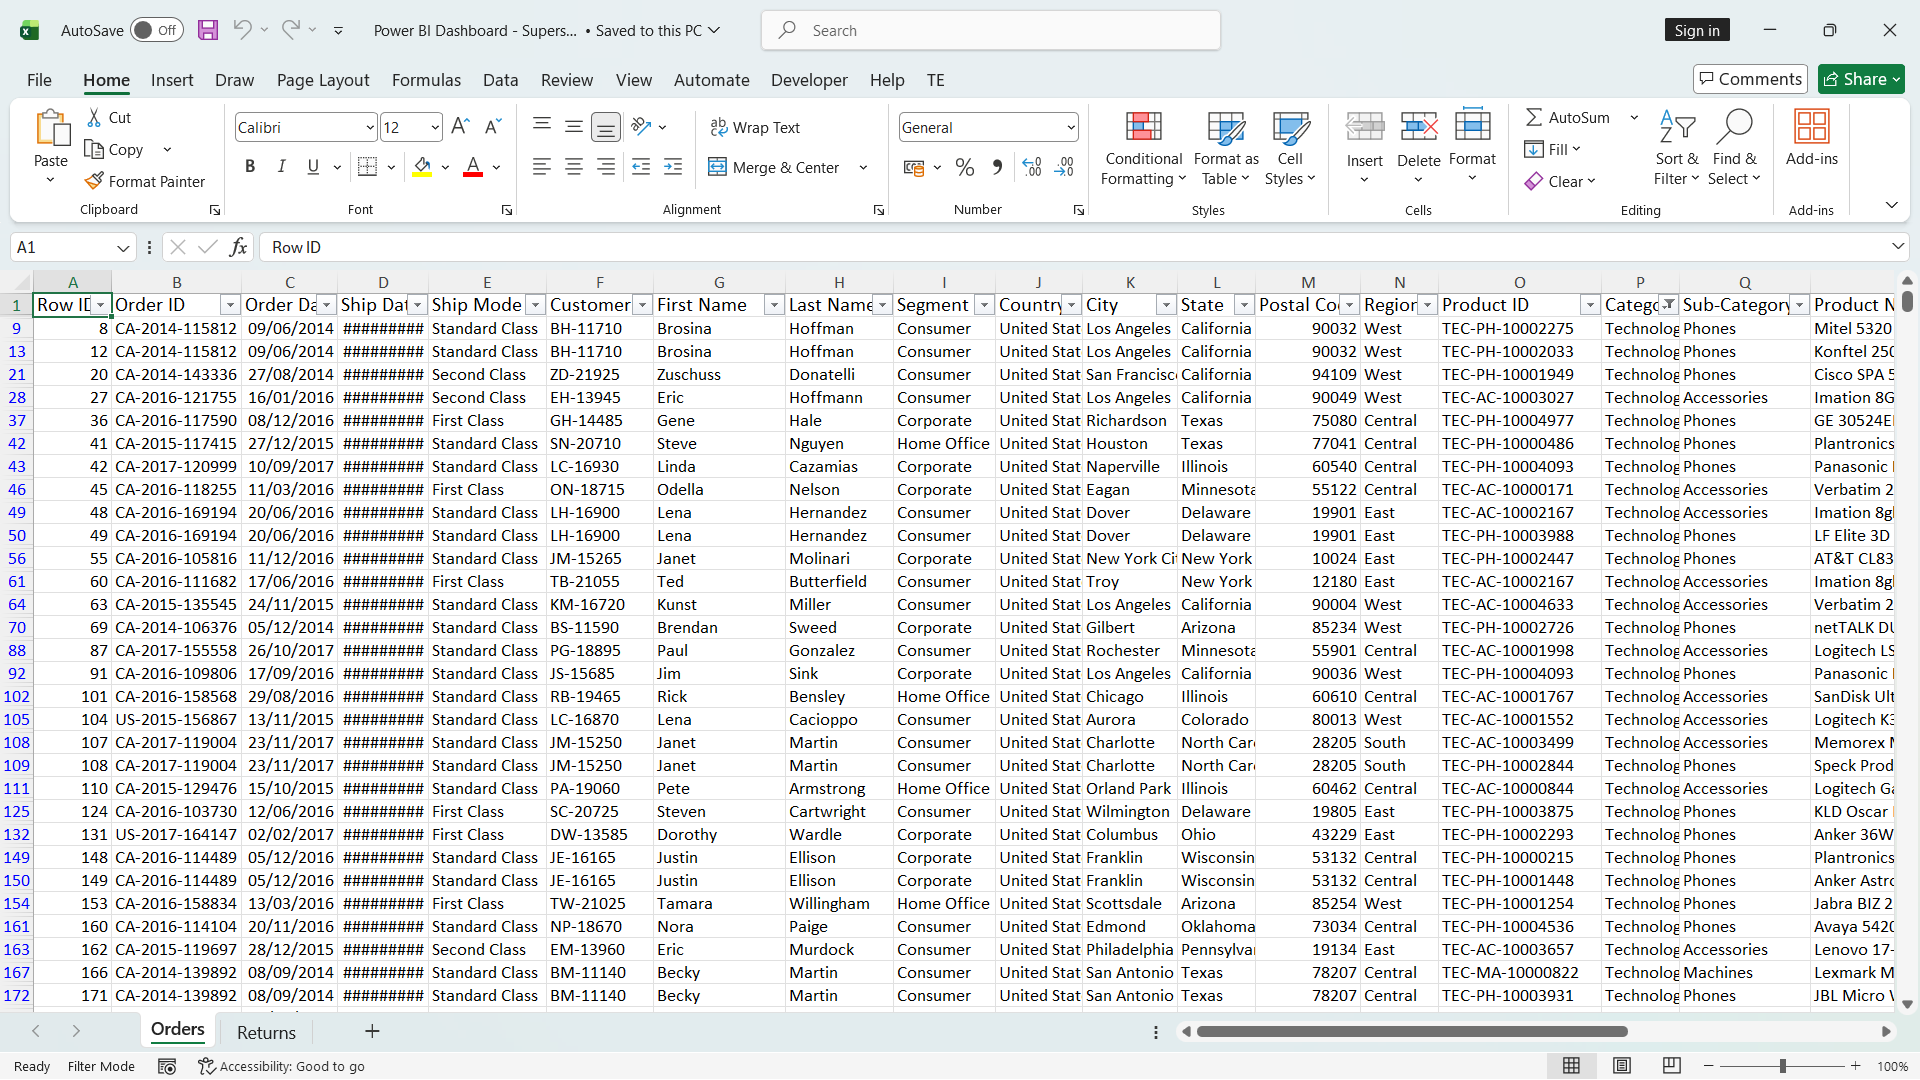 AutoSave Off Power BI Dashboard - Supers... • Saved to this PC Search Sign in
File Home Insert Draw Page Layout Formulas Data Review View Automate Developer Help TE Comments Share
Paste Cut Copy Format Painter Clipboard
Calibri 12 B I U A Font
Wrap Text Merge & Center Alignment
General % Number
Conditional Formatting Format as Table Cell Styles Styles
Insert Delete Format Cells
AutoSum Fill Clear Sort & Filter Find & Select Editing
Add-ins Add-ins
A1 fx Row ID
A B C D E F G H I J K L M N O P Q
1 Row ID Order ID Order Da Ship Dat Ship Mode Customer First Name Last Name Segment Country City State Postal Co Region Product ID Catego Sub-Category Product N
9 8 CA-2014-115812 09/06/2014 ######### Standard Class BH-11710 Brosina Hoffman Consumer United Stat Los Angeles California 90032 West TEC-PH-10002275 Technolog Phones Mitel 5320
13 12 CA-2014-115812 09/06/2014 ######### Standard Class BH-11710 Brosina Hoffman Consumer United Stat Los Angeles California 90032 West TEC-PH-10002033 Technolog Phones Konftel 250
21 20 CA-2014-143336 27/08/2014 ######### Second Class ZD-21925 Zuschuss Donatelli Consumer United Stat San Francisc California 94109 West TEC-PH-10001949 Technolog Phones Cisco SPA 5
28 27 CA-2016-121755 16/01/2016 ######### Second Class EH-13945 Eric Hoffmann Consumer United Stat Los Angeles California 90049 West TEC-AC-10003027 Technolog Accessories Imation 8G
37 36 CA-2016-117590 08/12/2016 ######### First Class GH-14485 Gene Hale Corporate United Stat Richardson Texas 75080 Central TEC-PH-10004977 Technolog Phones GE 30524E
42 41 CA-2015-117415 27/12/2015 ######### Standard Class SN-20710 Steve Nguyen Home Office United Stat Houston Texas 77041 Central TEC-PH-10000486 Technolog Phones Plantronics
43 42 CA-2017-120999 10/09/2017 ######### Standard Class LC-16930 Linda Cazamias Corporate United Stat Naperville Illinois 60540 Central TEC-PH-10004093 Technolog Phones Panasonic
46 45 CA-2016-118255 11/03/2016 ######### First Class ON-18715 Odella Nelson Corporate United Stat Eagan Minnesota 55122 Central TEC-AC-10000171 Technolog Accessories Verbatim 2
49 48 CA-2016-169194 20/06/2016 ######### Standard Class LH-16900 Lena Hernandez Consumer United Stat Dover Delaware 19901 East TEC-AC-10002167 Technolog Accessories Imation 8gl
50 49 CA-2016-169194 20/06/2016 ######### Standard Class LH-16900 Lena Hernandez Consumer United Stat Dover Delaware 19901 East TEC-PH-10003988 Technolog Phones LF Elite 3D
56 55 CA-2016-105816 11/12/2016 ######### Standard Class JM-15265 Janet Molinari Corporate United Stat New York Cit New York 10024 East TEC-PH-10002447 Technolog Phones AT&T CL83
61 60 CA-2016-111682 17/06/2016 ######### First Class TB-21055 Ted Butterfield Consumer United Stat Troy New York 12180 East TEC-AC-10002167 Technolog Accessories Imation 8gl
64 63 CA-2015-135545 24/11/2015 ######### Standard Class KM-16720 Kunst Miller Consumer United Stat Los Angeles California 90004 West TEC-AC-10004633 Technolog Accessories Verbatim 2
70 69 CA-2014-106376 05/12/2014 ######### Standard Class BS-11590 Brendan Sweed Corporate United Stat Gilbert Arizona 85234 West TEC-PH-10002726 Technolog Phones netTALK DU
88 87 CA-2017-155558 26/10/2017 ######### Standard Class PG-18895 Paul Gonzalez Consumer United Stat Rochester Minnesota 55901 Central TEC-AC-10001998 Technolog Accessories Logitech LS
92 91 CA-2016-109806 17/09/2016 ######### Standard Class JS-15685 Jim Sink Corporate United Stat Los Angeles California 90036 West TEC-PH-10004093 Technolog Phones Panasonic
102 101 CA-2016-158568 29/08/2016 ######### Standard Class RB-19465 Rick Bensley Home Office United Stat Chicago Illinois 60610 Central TEC-AC-10001767 Technolog Accessories SanDisk Ult
105 104 US-2015-156867 13/11/2015 ######### Standard Class LC-16870 Lena Cacioppo Consumer United Stat Aurora Colorado 80013 West TEC-AC-10001552 Technolog Accessories Logitech K3
108 107 CA-2017-119004 23/11/2017 ######### Standard Class JM-15250 Janet Martin Consumer United Stat Charlotte North Car 28205 South TEC-AC-10003499 Technolog Accessories Memorex M
109 108 CA-2017-119004 23/11/2017 ######### Standard Class JM-15250 Janet Martin Consumer United Stat Charlotte North Car 28205 South TEC-PH-10002844 Technolog Phones Speck Prod
111 110 CA-2015-129476 15/10/2015 ######### Standard Class PA-19060 Pete Armstrong Home Office United Stat Orland Park Illinois 60462 Central TEC-AC-10000844 Technolog Accessories Logitech Ga
125 124 CA-2016-103730 12/06/2016 ######### First Class SC-20725 Steven Cartwright Consumer United Stat Wilmington Delaware 19805 East TEC-PH-10003875 Technolog Phones KLD Oscar
132 131 US-2017-164147 02/02/2017 ######### First Class DW-13585 Dorothy Wardle Corporate United Stat Columbus Ohio 43229 East TEC-PH-10002293 Technolog Phones Anker 36W
149 148 CA-2016-114489 05/12/2016 ######### Standard Class JE-16165 Justin Ellison Corporate United Stat Franklin Wisconsin 53132 Central TEC-PH-10000215 Technolog Phones Plantronics
150 149 CA-2016-114489 05/12/2016 ######### Standard Class JE-16165 Justin Ellison Corporate United Stat Franklin Wisconsin 53132 Central TEC-PH-10001448 Technolog Phones Anker Astro
154 153 CA-2016-158834 13/03/2016 ######### First Class TW-21025 Tamara Willingham Home Office United Stat Scottsdale Arizona 85254 West TEC-PH-10001254 Technolog Phones Jabra BIZ 2
161 160 CA-2016-114104 20/11/2016 ######### Standard Class NP-18670 Nora Paige Consumer United Stat Edmond Oklahoma 73034 Central TEC-PH-10004536 Technolog Phones Avaya 5420
163 162 CA-2015-119697 28/12/2015 ######### Second Class EM-13960 Eric Murdock Consumer United Stat Philadelphia Pennsylva 19134 East TEC-AC-10003657 Technolog Accessories Lenovo 17-
167 166 CA-2014-139892 08/09/2014 ######### Standard Class BM-11140 Becky Martin Consumer United Stat San Antonio Texas 78207 Central TEC-MA-10000822 Technolog Machines Lexmark M
172 171 CA-2014-139892 08/09/2014 ######### Standard Class BM-11140 Becky Martin Consumer United Stat San Antonio Texas 78207 Central TEC-PH-10003931 Technolog Phones JBL Micro
Orders Returns
Ready Filter Mode Accessibility: Good to go 100%